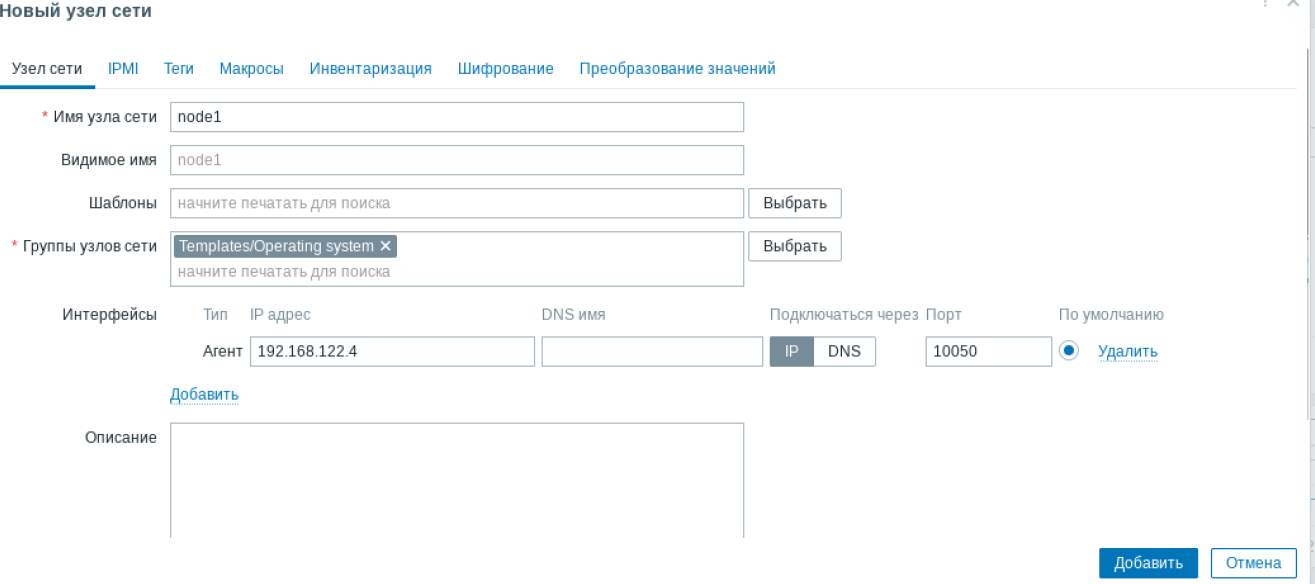 Новый узел сети
? ×
Узел сети IPMI Теги Макросы Инвентаризация Шифрование Преобразование значений
* Имя узла сети node1
Видимое имя node1
Шаблоны начните печатать для поиска Выбрать
* Группы узлов сети Templates/Operating system × Выбрать
начните печатать для поиска
Интерфейсы Тип IP адрес DNS имя Подключаться через Порт По умолчанию
Агент 192.168.122.4 IP DNS 10050 Удалить
Добавить
Описание
Добавить Отмена